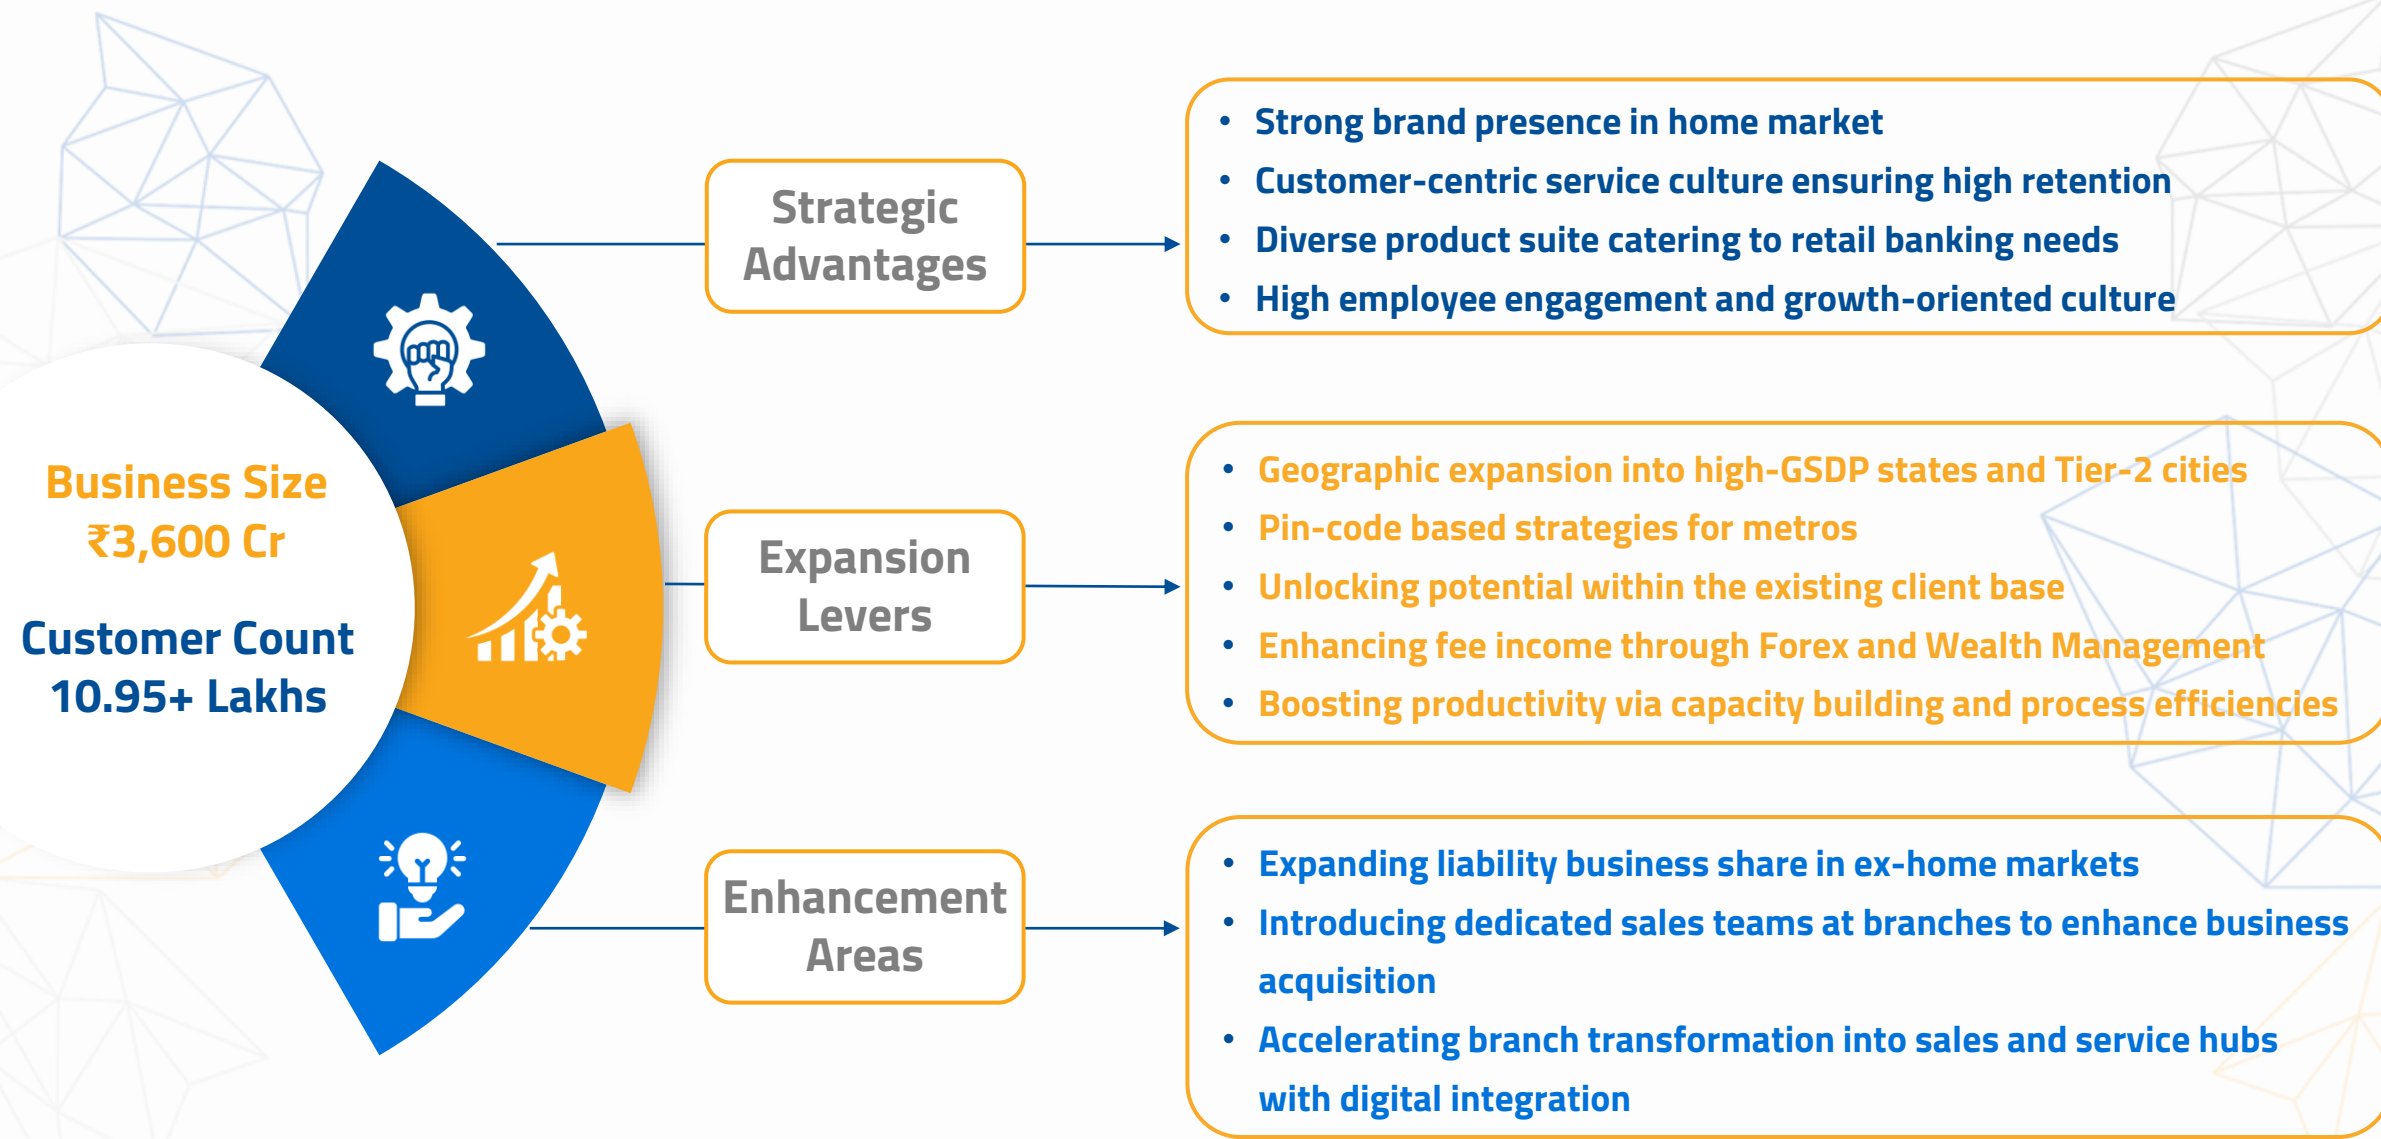 Business Size
₹3,600 Cr
Customer Count
10.95+ Lakhs
Strategic
Advantages
• Strong brand presence in home market
• Customer-centric service culture ensuring high retention
• Diverse product suite catering to retail banking needs
• High employee engagement and growth-oriented culture
Expansion
Levers
• Geographic expansion into high-GSDP states and Tier-2 cities
• Pin-code based strategies for metros
• Unlocking potential within the existing client base
• Enhancing fee income through Forex and Wealth Management
• Boosting productivity via capacity building and process efficiencies
Enhancement
Areas
• Expanding liability business share in ex-home markets
• Introducing dedicated sales teams at branches to enhance business
acquisition
• Accelerating branch transformation into sales and service hubs
with digital integration